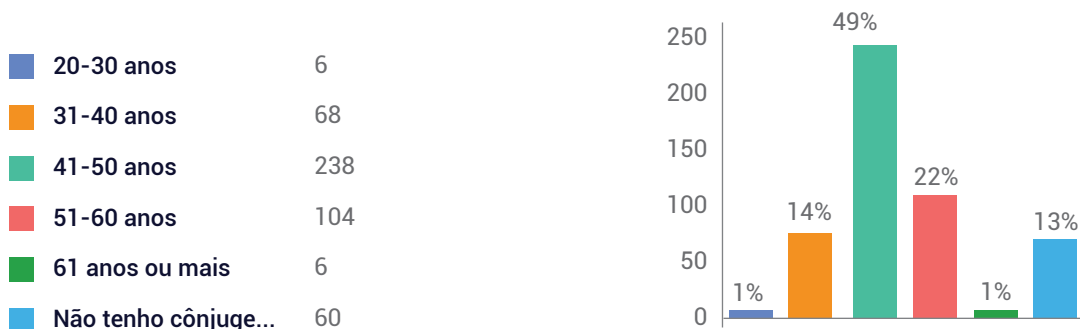 20-30 anos 6
31-40 anos 68
41-50 anos 238
51-60 anos 104
61 anos ou mais 6
Não tenho cônjuge... 60
49%
250
200
150
22%
100
14%
13%
50
1%
1%
0